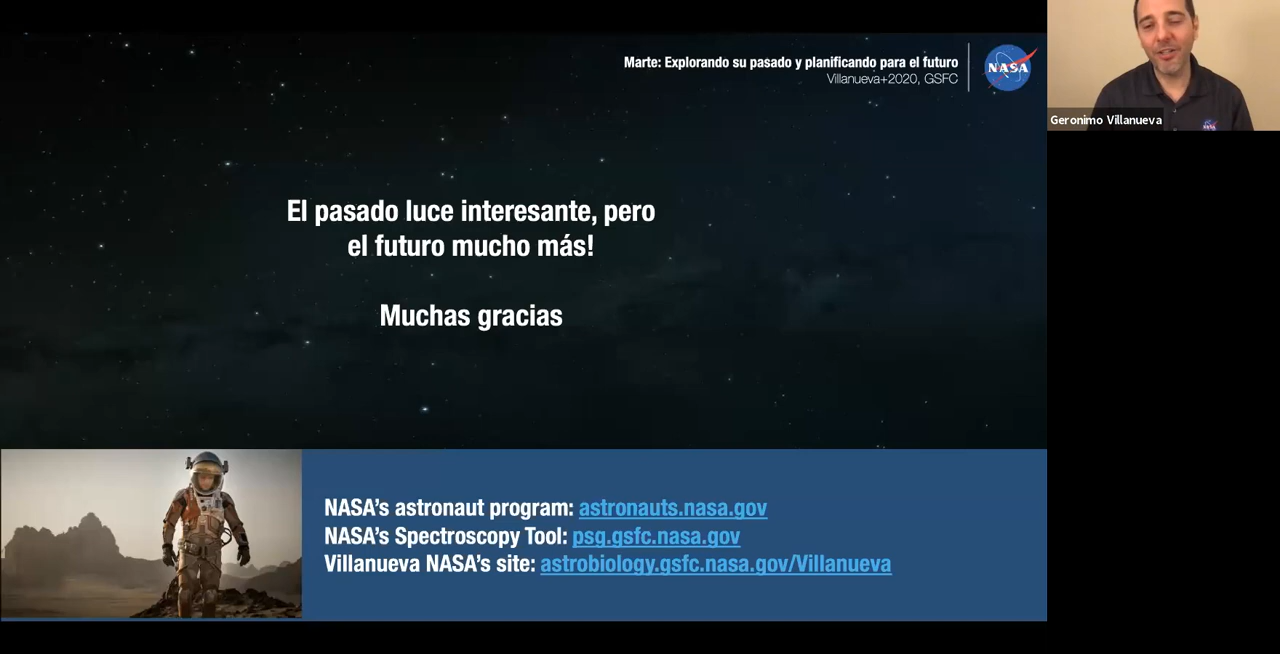 Marte: Explorando su pasado y planificando para el futuro
Villanueva+2020, GSFC
NASA
Geronimo Villanueva
NASA
El pasado luce interesante, pero
el futuro mucho más!
Muchas gracias
NASA's astronaut program: astronauts.nasa.gov
NASA's Spectroscopy Tool: psg.gsfc.nasa.gov
Villanueva NASA's site: astrobiology.gsfc.nasa.gov/Villanueva